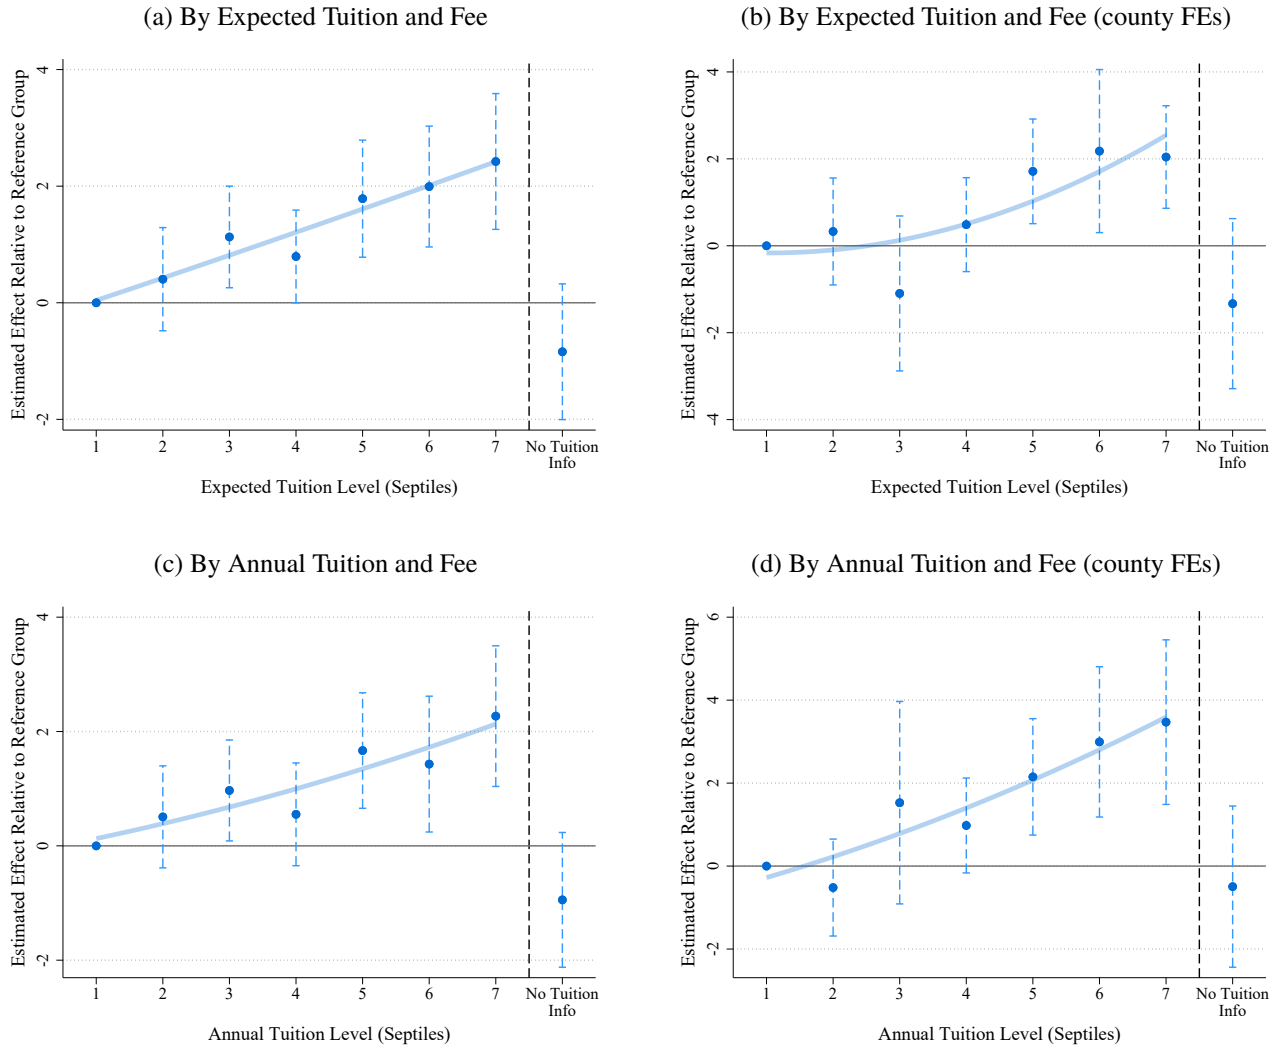 (a) By Expected Tuition and Fee
Estimated Effect Relative to Reference Group
4
2
0
-2
1 2 3 4 5 6 7 No Tuition
Info
Expected Tuition Level (Septiles)
(b) By Expected Tuition and Fee (county FEs)
Estimated Effect Relative to Reference Group
4
2
0
-2
-4
1 2 3 4 5 6 7 No Tuition
Info
Expected Tuition Level (Septiles)
(c) By Annual Tuition and Fee
Estimated Effect Relative to Reference Group
4
2
0
-2
1 2 3 4 5 6 7 No Tuition
Info
Annual Tuition Level (Septiles)
(d) By Annual Tuition and Fee (county FEs)
Estimated Effect Relative to Reference Group
6
4
2
0
-2
1 2 3 4 5 6 7 No Tuition
Info
Annual Tuition Level (Septiles)